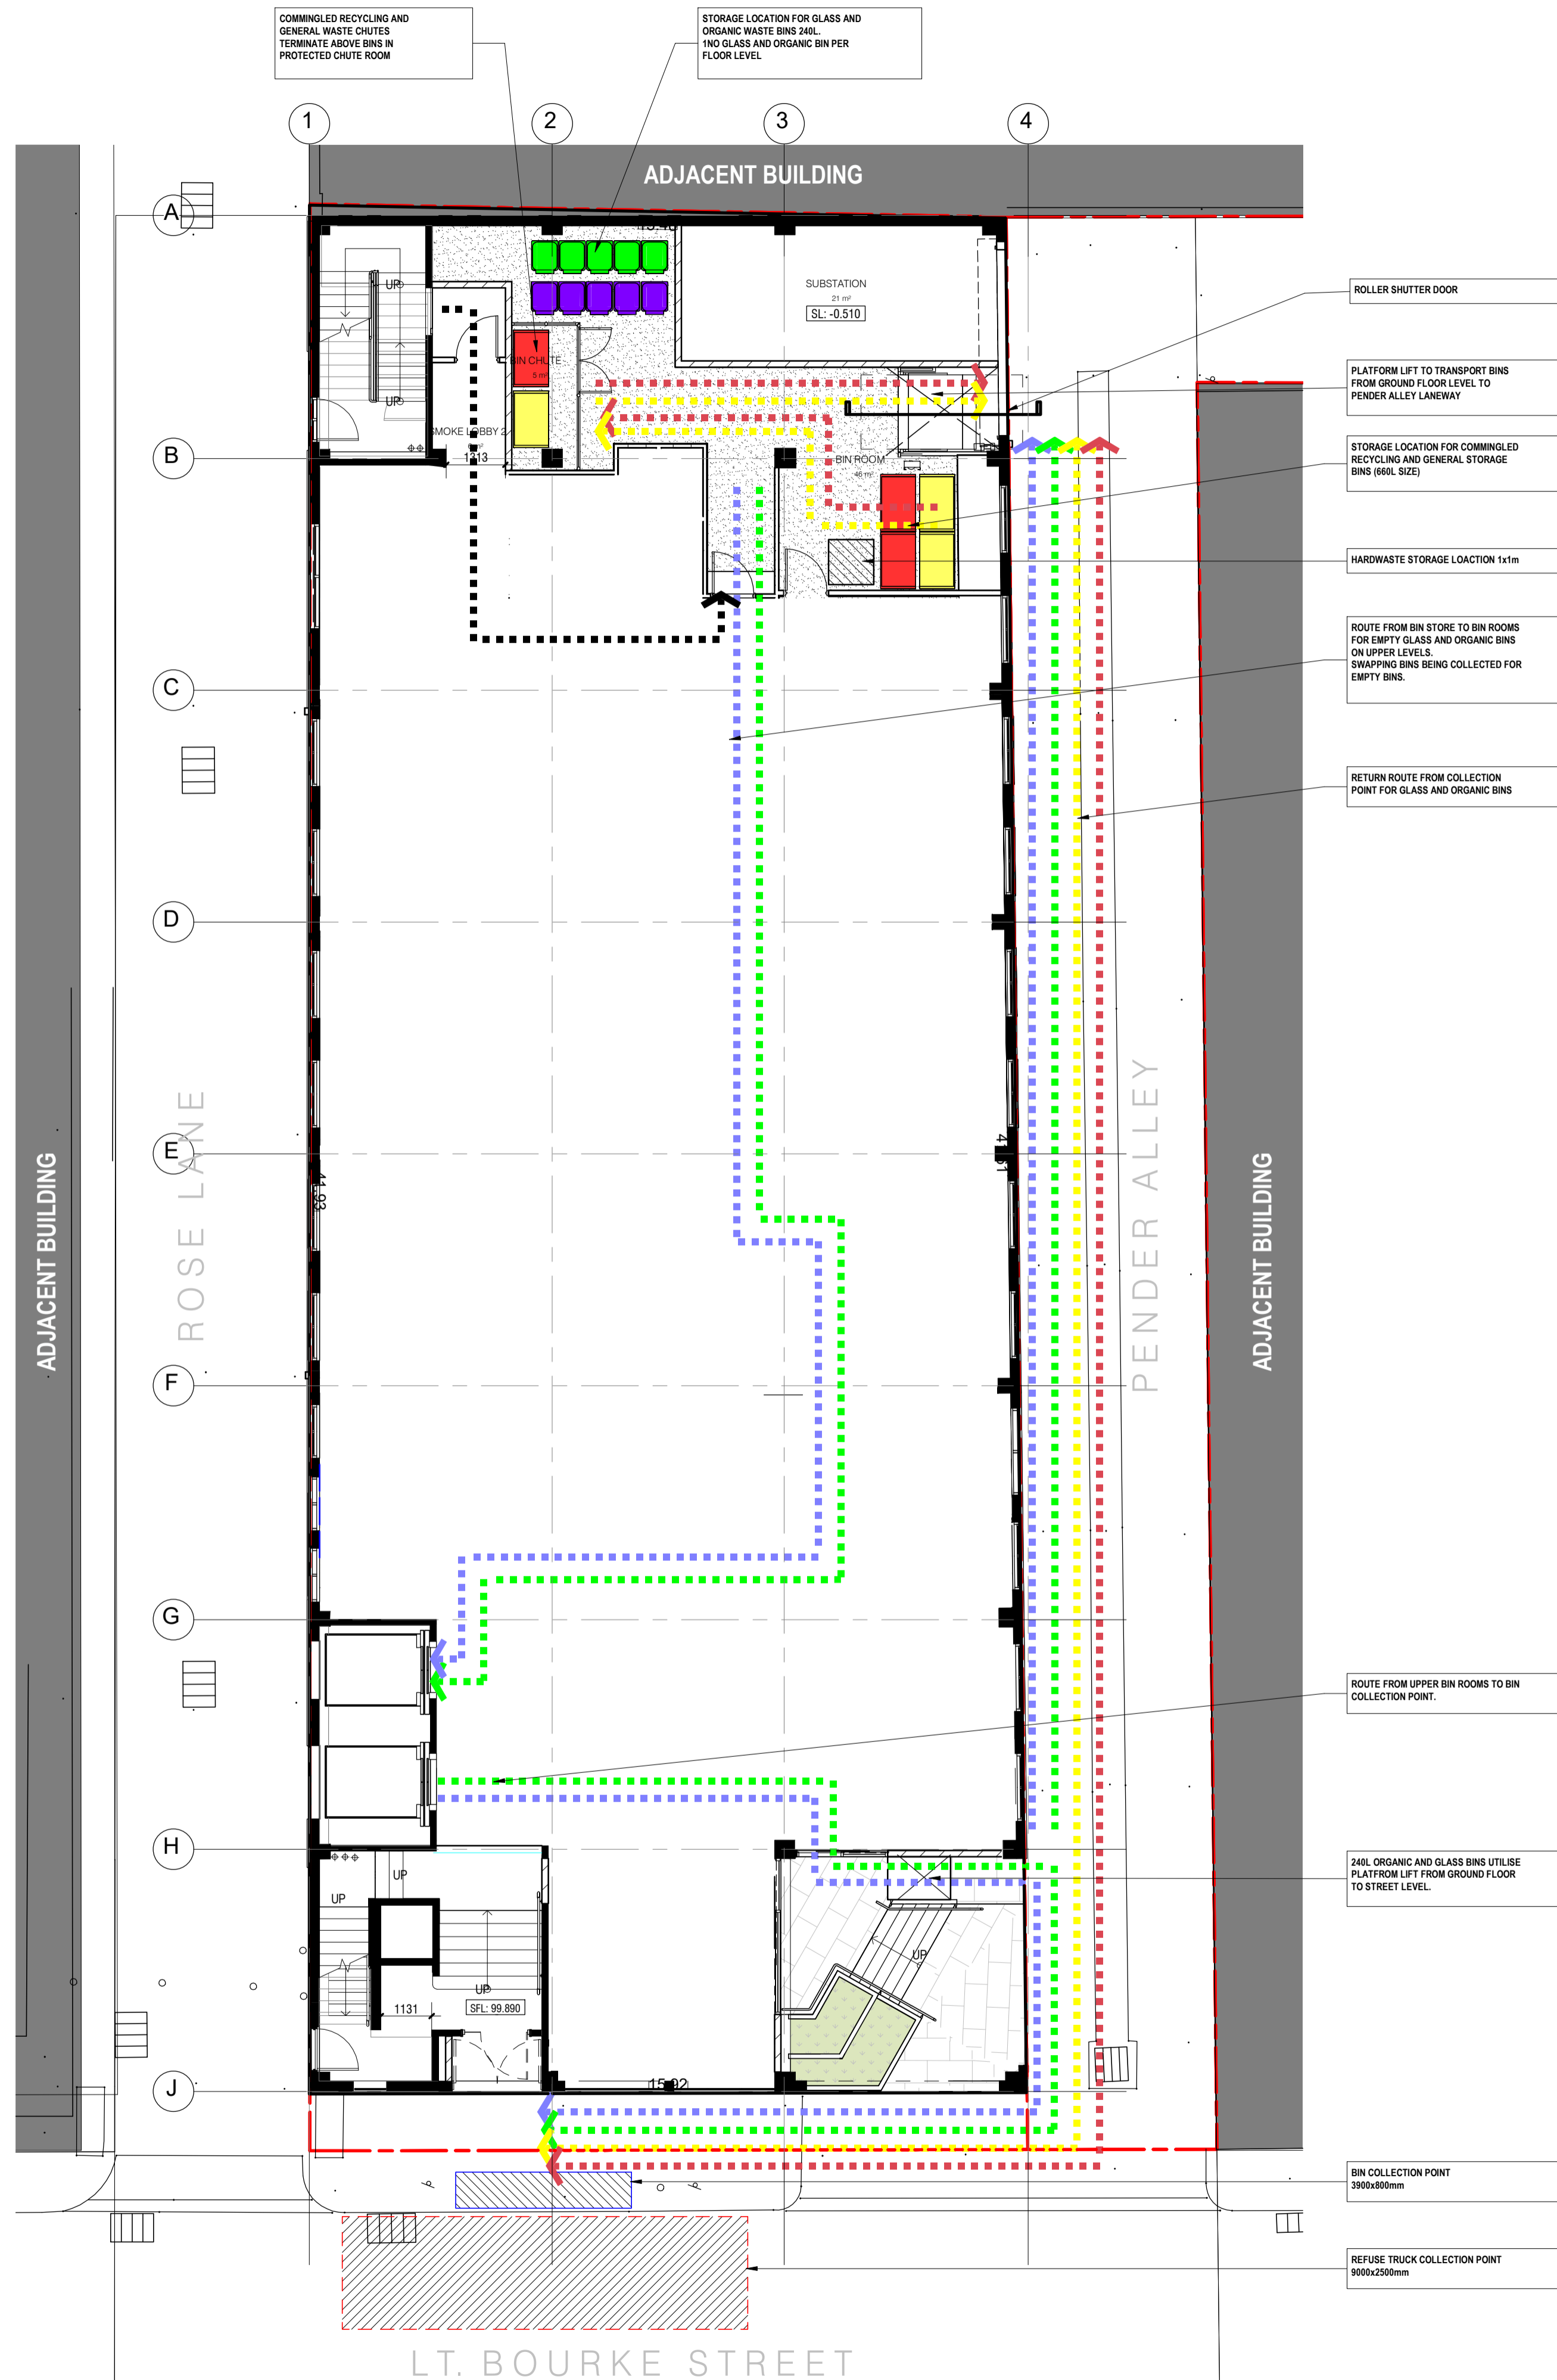 COMMINGLED RECYCLING AND
GENERAL WASTE CHUTES
TERMINATE ABOVE BINS IN
PROTECTED CHUTE ROOM
STORAGE LOCATION FOR GLASS AND
ORGANIC WASTE BINS 240L.
1NO GLASS AND ORGANIC BIN PER
FLOOR LEVEL
1
2
3
4
ADJACENT BUILDING
A
UP
UP
SUBSTATION
21 m²
SL: -0.510
ROLLER SHUTTER DOOR
BIN CHUTE
5 m²
PLATFORM LIFT TO TRANSPORT BINS
FROM GROUND FLOOR LEVEL TO
PENDER ALLEY LANEWAY
SMOKE LOBBY 2
1313
B
BIN ROOM
46 m²
STORAGE LOCATION FOR COMMINGLED
RECYCLING AND GENERAL STORAGE
BINS (660L SIZE)
HARDWASTE STORAGE LOACTION 1x1m
ROUTE FROM BIN STORE TO BIN ROOMS
FOR EMPTY GLASS AND ORGANIC BINS
ON UPPER LEVELS.
SWAPPING BINS BEING COLLECTED FOR
EMPTY BINS.
C
RETURN ROUTE FROM COLLECTION
POINT FOR GLASS AND ORGANIC BINS
D
E
41.93
ADJACENT BUILDING
ROSE LANE
PENDER ALLEY
ADJACENT BUILDING
F
G
ROUTE FROM UPPER BIN ROOMS TO BIN
COLLECTION POINT.
H
UP
UP
240L ORGANIC AND GLASS BINS UTILISE
PLATFROM LIFT FROM GROUND FLOOR
TO STREET LEVEL.
UP
UP
1131
SFL: 99.890
J
15.92
BIN COLLECTION POINT
3900x800mm
REFUSE TRUCK COLLECTION POINT
9000x2500mm
LT. BOURKE STREET